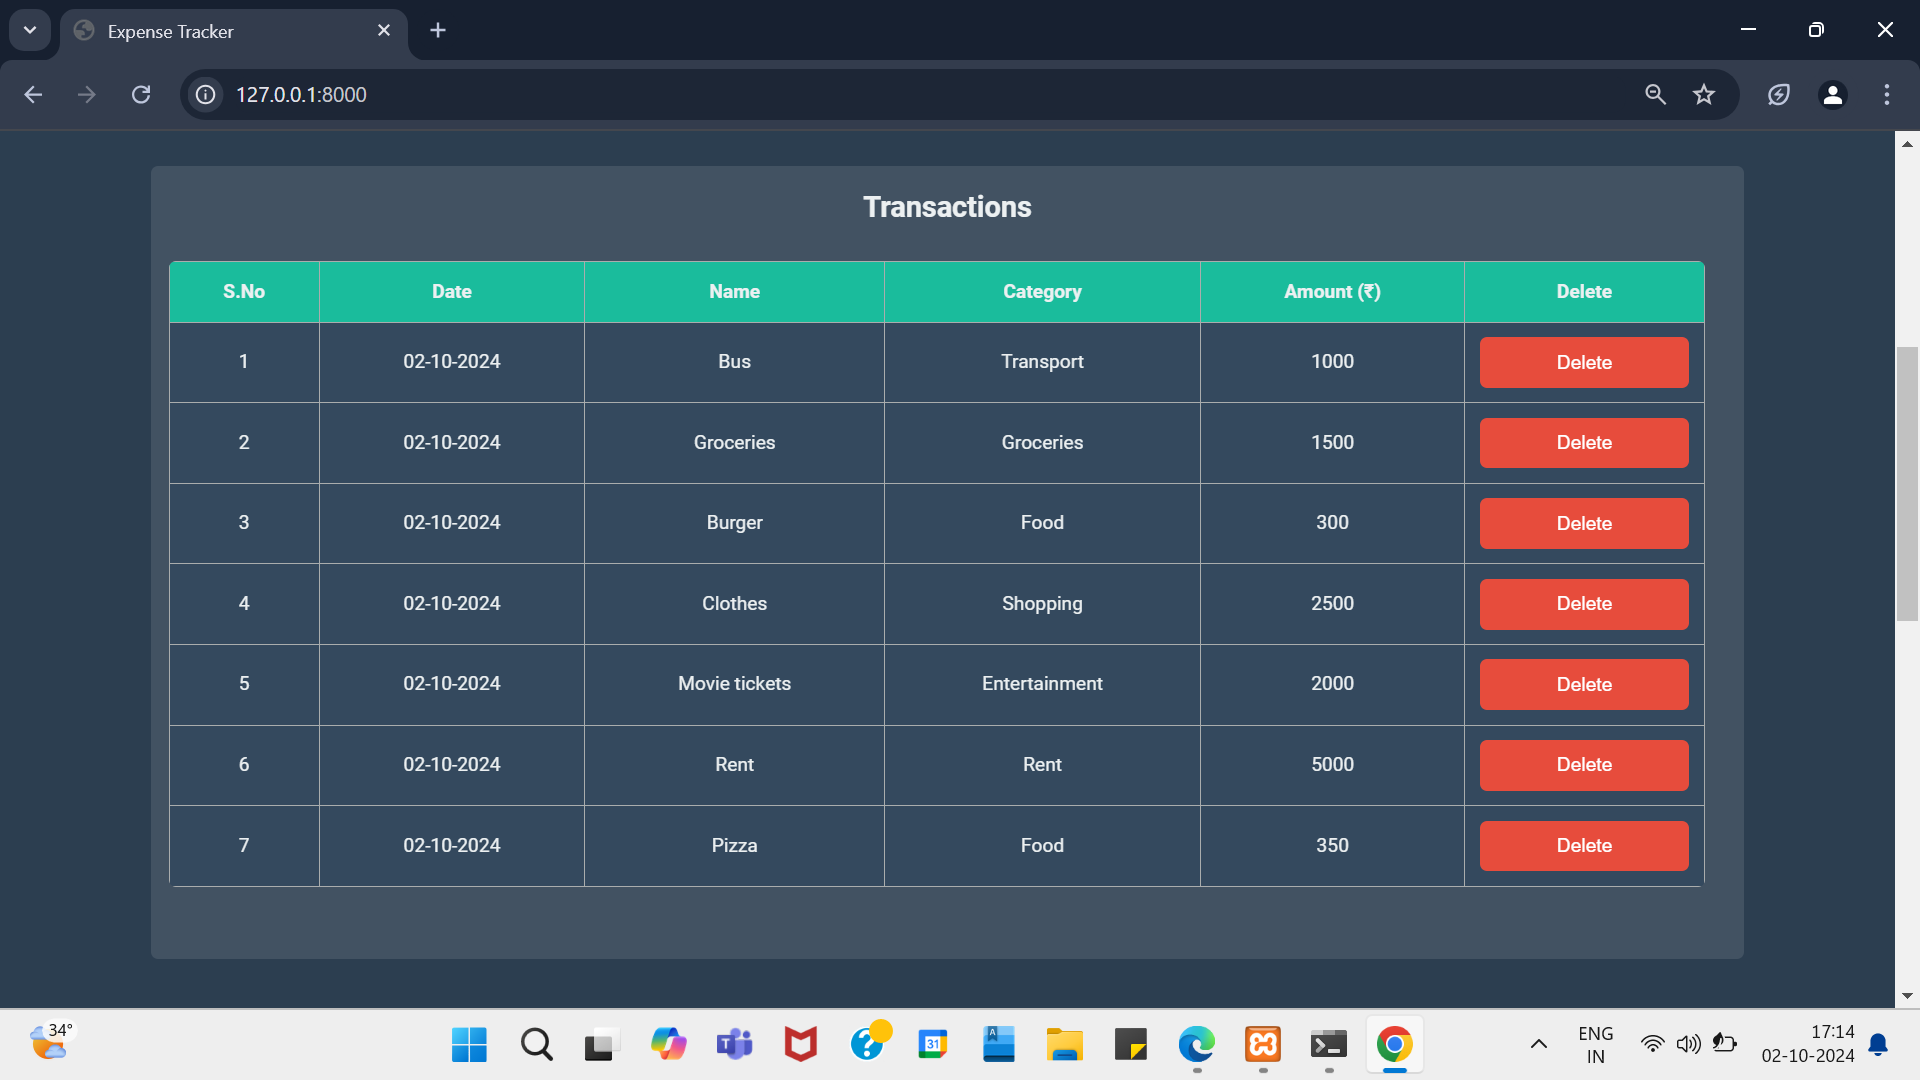 Expense Tracker
127.0.0.1:8000
Transactions
S.No Date Name Category Amount (₹) Delete
1 02-10-2024 Bus Transport 1000 Delete
2 02-10-2024 Groceries Groceries 1500 Delete
3 02-10-2024 Burger Food 300 Delete
4 02-10-2024 Clothes Shopping 2500 Delete
5 02-10-2024 Movie tickets Entertainment 2000 Delete
6 02-10-2024 Rent Rent 5000 Delete
7 02-10-2024 Pizza Food 350 Delete
34°
31
ENG
IN
17:14
02-10-2024